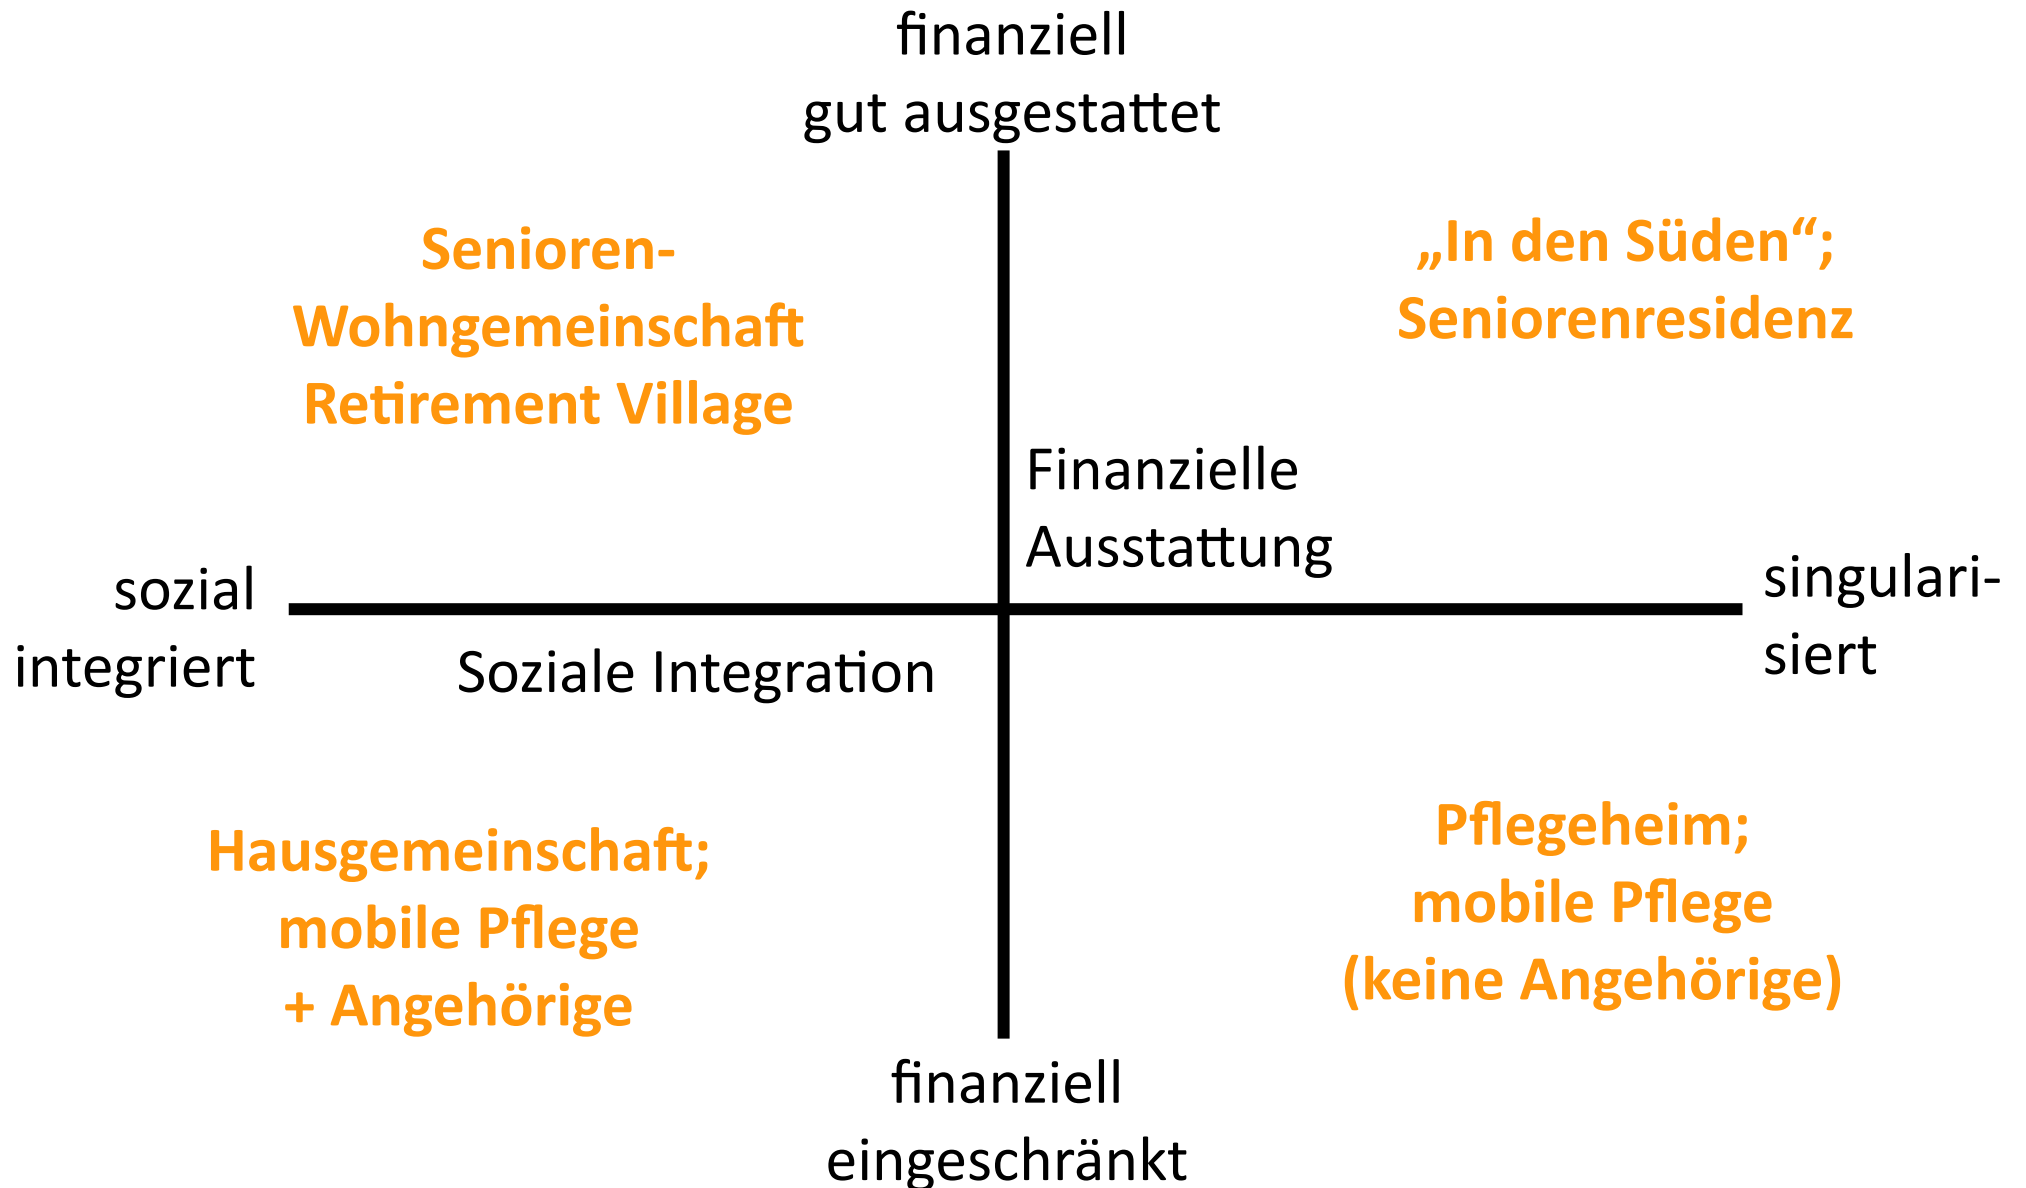 finanziell
gut ausgestattet
Senioren-
Wohngemeinschaft
Retirement Village
„In den Süden“;
Seniorenresidenz
Finanzielle
Ausstattung
sozial
integriert
Soziale Integration
singulari-
siert
Hausgemeinschaft;
mobile Pflege
+ Angehörige
Pflegeheim;
mobile Pflege
(keine Angehörige)
finanziell
eingeschränkt